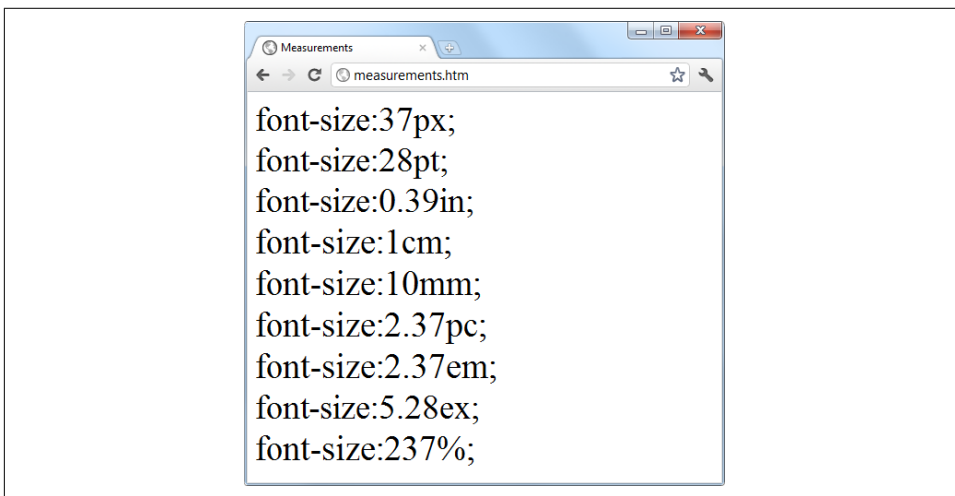 Measurements
measurements.htm
font-size:37px;
font-size:28pt;
font-size:0.39in;
font-size:1cm;
font-size:10mm;
font-size:2.37pc;
font-size:2.37em;
font-size:5.28ex;
font-size:237%;